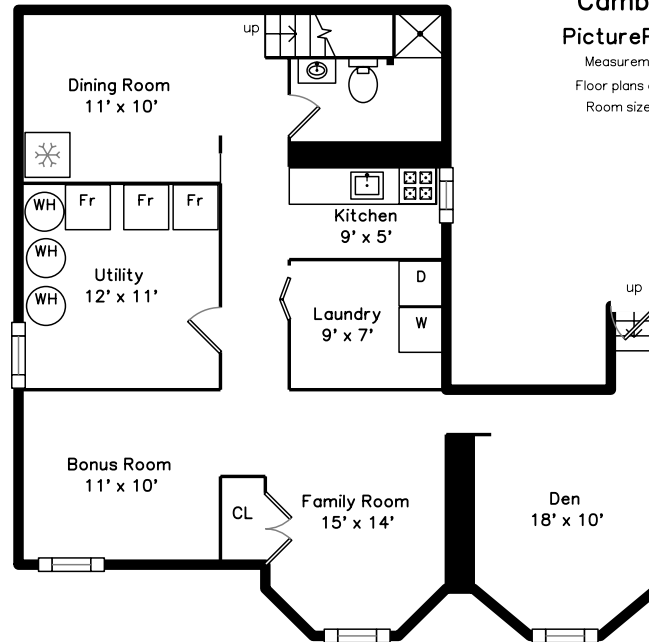 Camb
PictureP
Measurem
Floor plans
Room size
up
Dining Room
11' x 10'
WH
Fr
Fr
Fr
Kitchen
9' x 5'
WH
Utility
12' x 11'
WH
D
Laundry
9' x 7'
W
up
Bonus Room
11' x 10'
CL
Family Room
15' x 14'
Den
18' x 10'